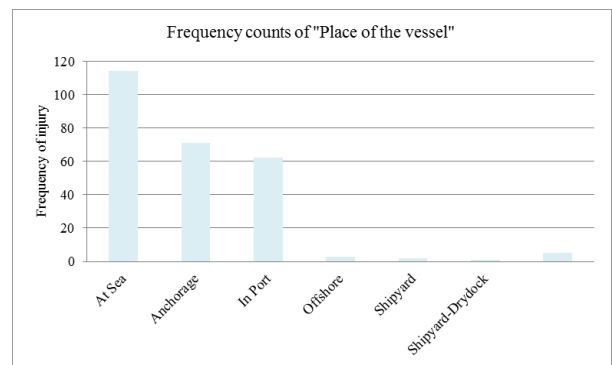 Frequency counts of "Place of the vessel"
Frequency of injury
120
100
80
60
40
20
0
At Sea
Anchorage
In Port
Offshore
Shipyard
Shipyard-Drydock